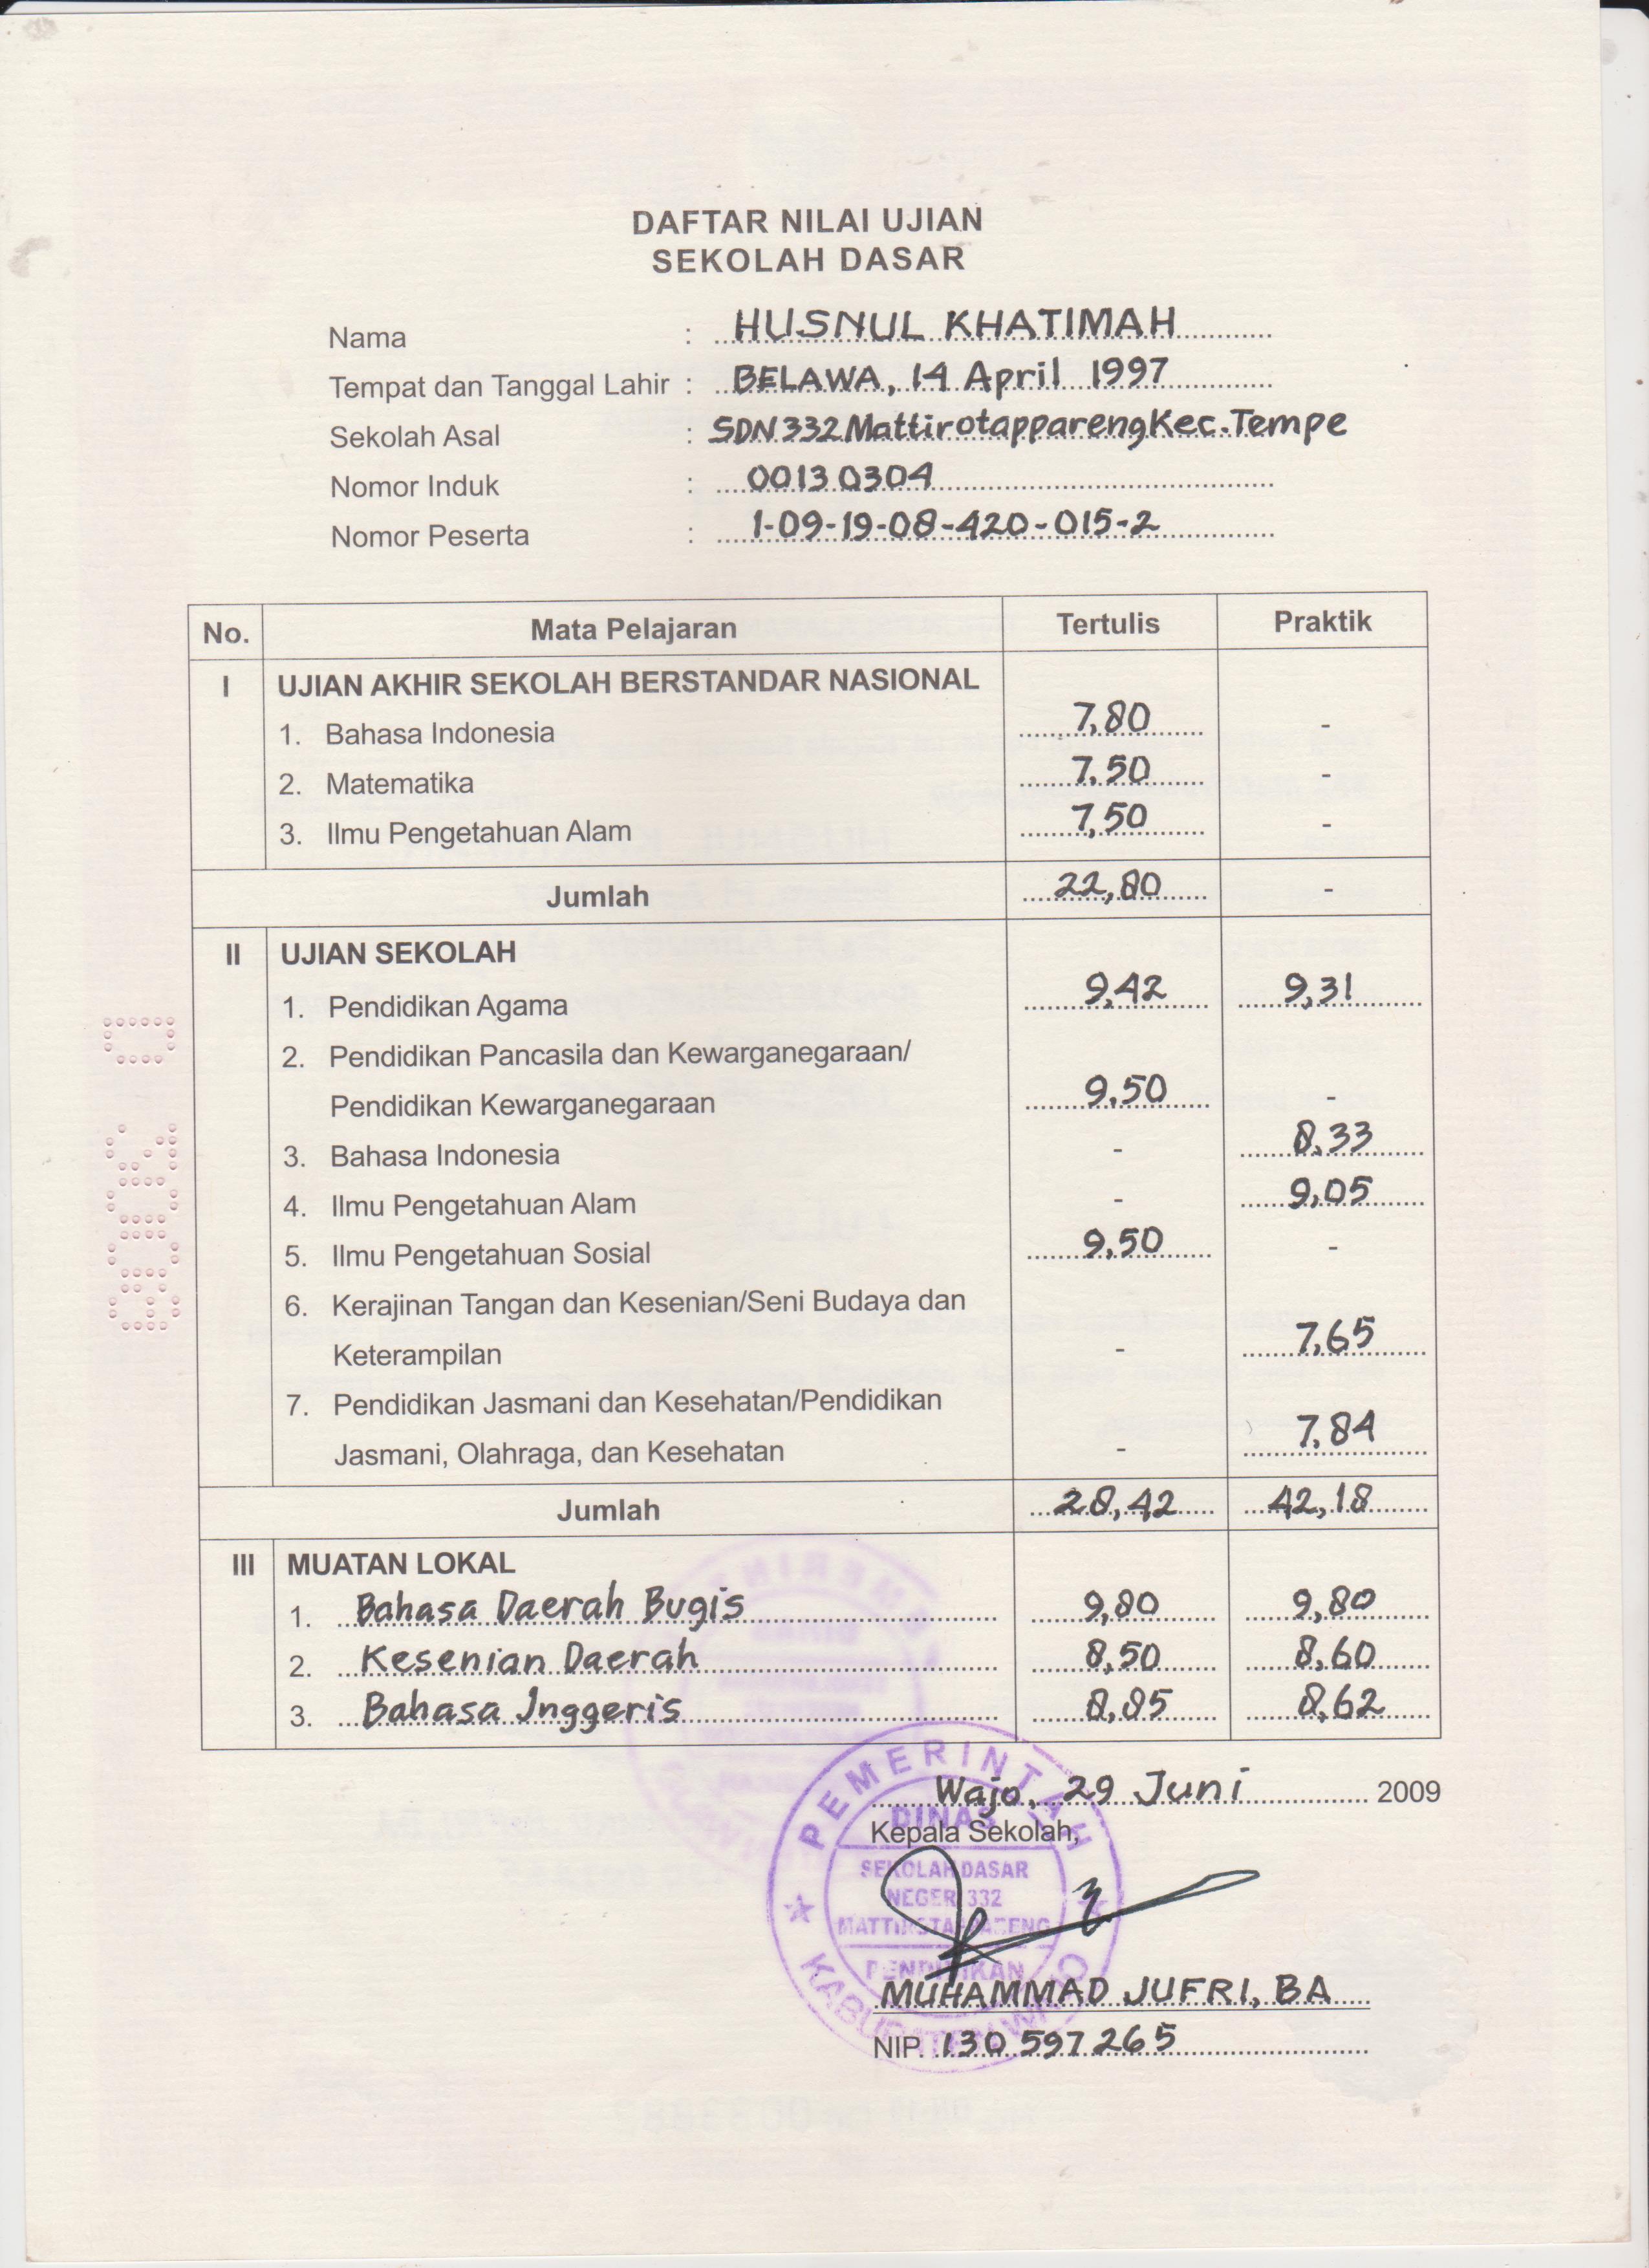 DAFTAR NILAI UJIAN
SEKOLAH DASAR
Nama : HUSNUL KHATIMAH
Tempat dan Tanggal Lahir : BELAWA, 14 April 1997
Sekolah Asal : SDN 332 Mattirotappareng Kec. Tempe
Nomor Induk : 00130304
Nomor Peserta : 1-09-19-08-420-015-2
No. Mata Pelajaran Tertulis Praktik
I UJIAN AKHIR SEKOLAH BERSTANDAR NASIONAL
1. Bahasa Indonesia 7,80 -
2. Matematika 7,50 -
3. Ilmu Pengetahuan Alam 7,50 -
Jumlah 22,80 -
II UJIAN SEKOLAH
1. Pendidikan Agama 9,42 9,31
2. Pendidikan Pancasila dan Kewarganegaraan/
Pendidikan Kewarganegaraan 9,50 -
3. Bahasa Indonesia - 8,33
4. Ilmu Pengetahuan Alam - 9,05
5. Ilmu Pengetahuan Sosial 9,50 -
6. Kerajinan Tangan dan Kesenian/Seni Budaya dan
Keterampilan - 7,65
7. Pendidikan Jasmani dan Kesehatan/Pendidikan
Jasmani, Olahraga, dan Kesehatan - 7,84
Jumlah 28,42 42,18
III MUATAN LOKAL
1. Bahasa Daerah Bugis 9,80 9,80
2. Kesenian Daerah 8,50 8,60
3. Bahasa Inggeris 8,85 8,62
Wajo, 29 Juni 2009
Kepala Sekolah,
PEMERINTAH
DINAS
SEKOLAH DASAR
NEGERI 332
MATTIROTAPPARENG
PENDIDIKAN
KABUPATEN WAJO
MUHAMMAD JUFRI, BA
NIP. 130 597 265